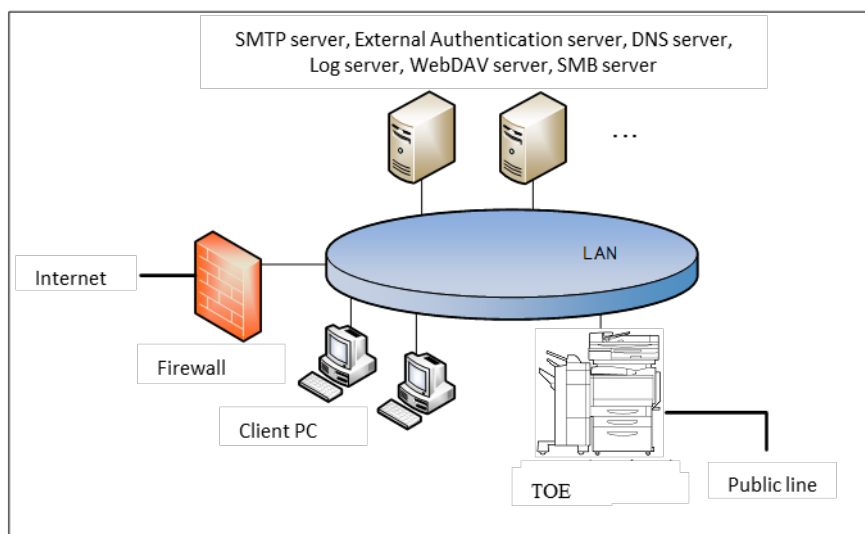 SMTP server, External Authentication server, DNS server,
Log server, WebDAV server, SMB server
...
LAN
Internet
Firewall
Client PC
TOE
Public line